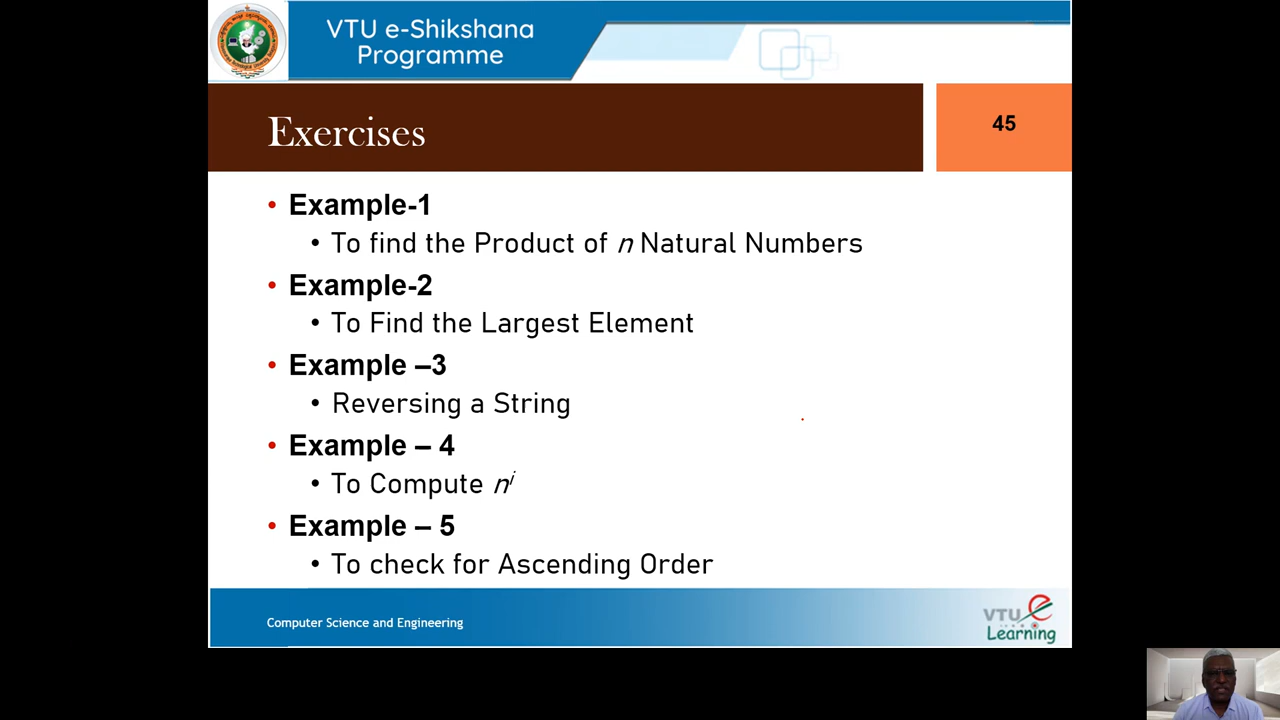 VTU e-Shikshana
Programme
Exercises
45
• Example-1
• To find the Product of n Natural Numbers
• Example-2
• To Find the Largest Element
• Example –3
• Reversing a String
• Example – 4
• To Compute nⁱ
• Example – 5
• To check for Ascending Order
Computer Science and Engineering
VTU e
Learning